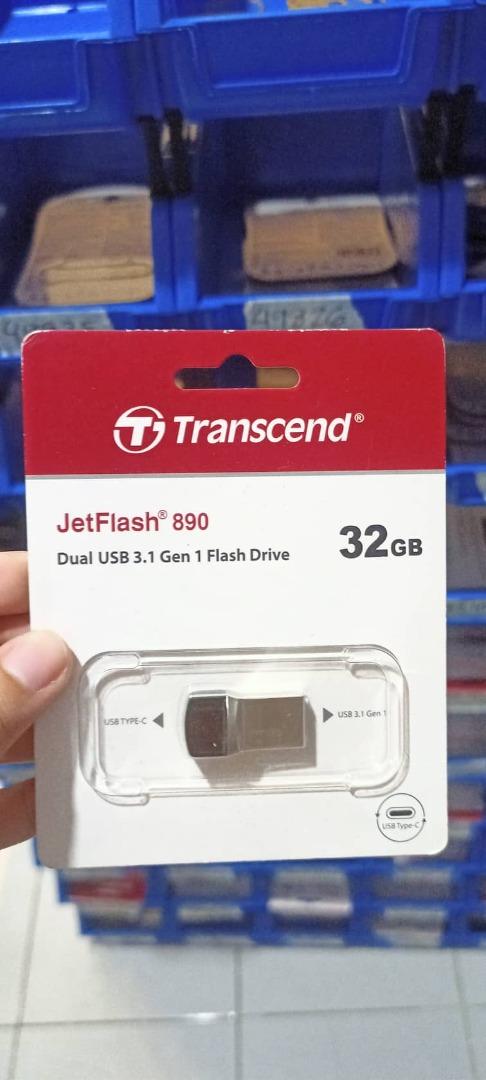 49376
Transcend®
JetFlash® 890
Dual USB 3.1 Gen 1 Flash Drive
32GB
USB TYPE-C
USB 3.1 Gen 1
USB Type-C